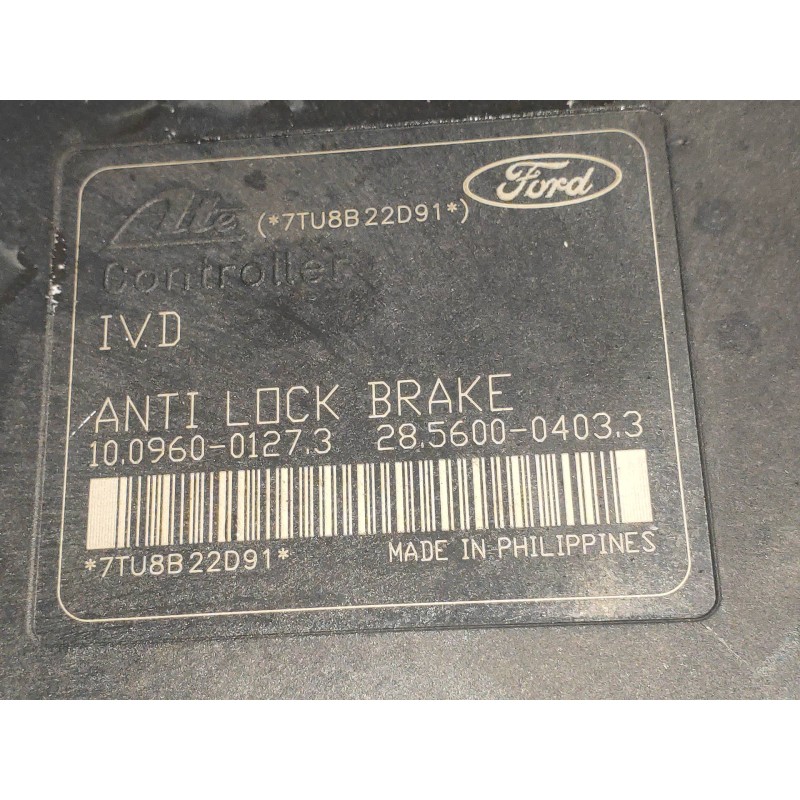 Ate (*7TU8B22D91*) Ford
Controller
IVD
ANTI LOCK BRAKE
10.0960-0127.3 28.5600-0403.3
*7TU8B22D91* MADE IN PHILIPPINES